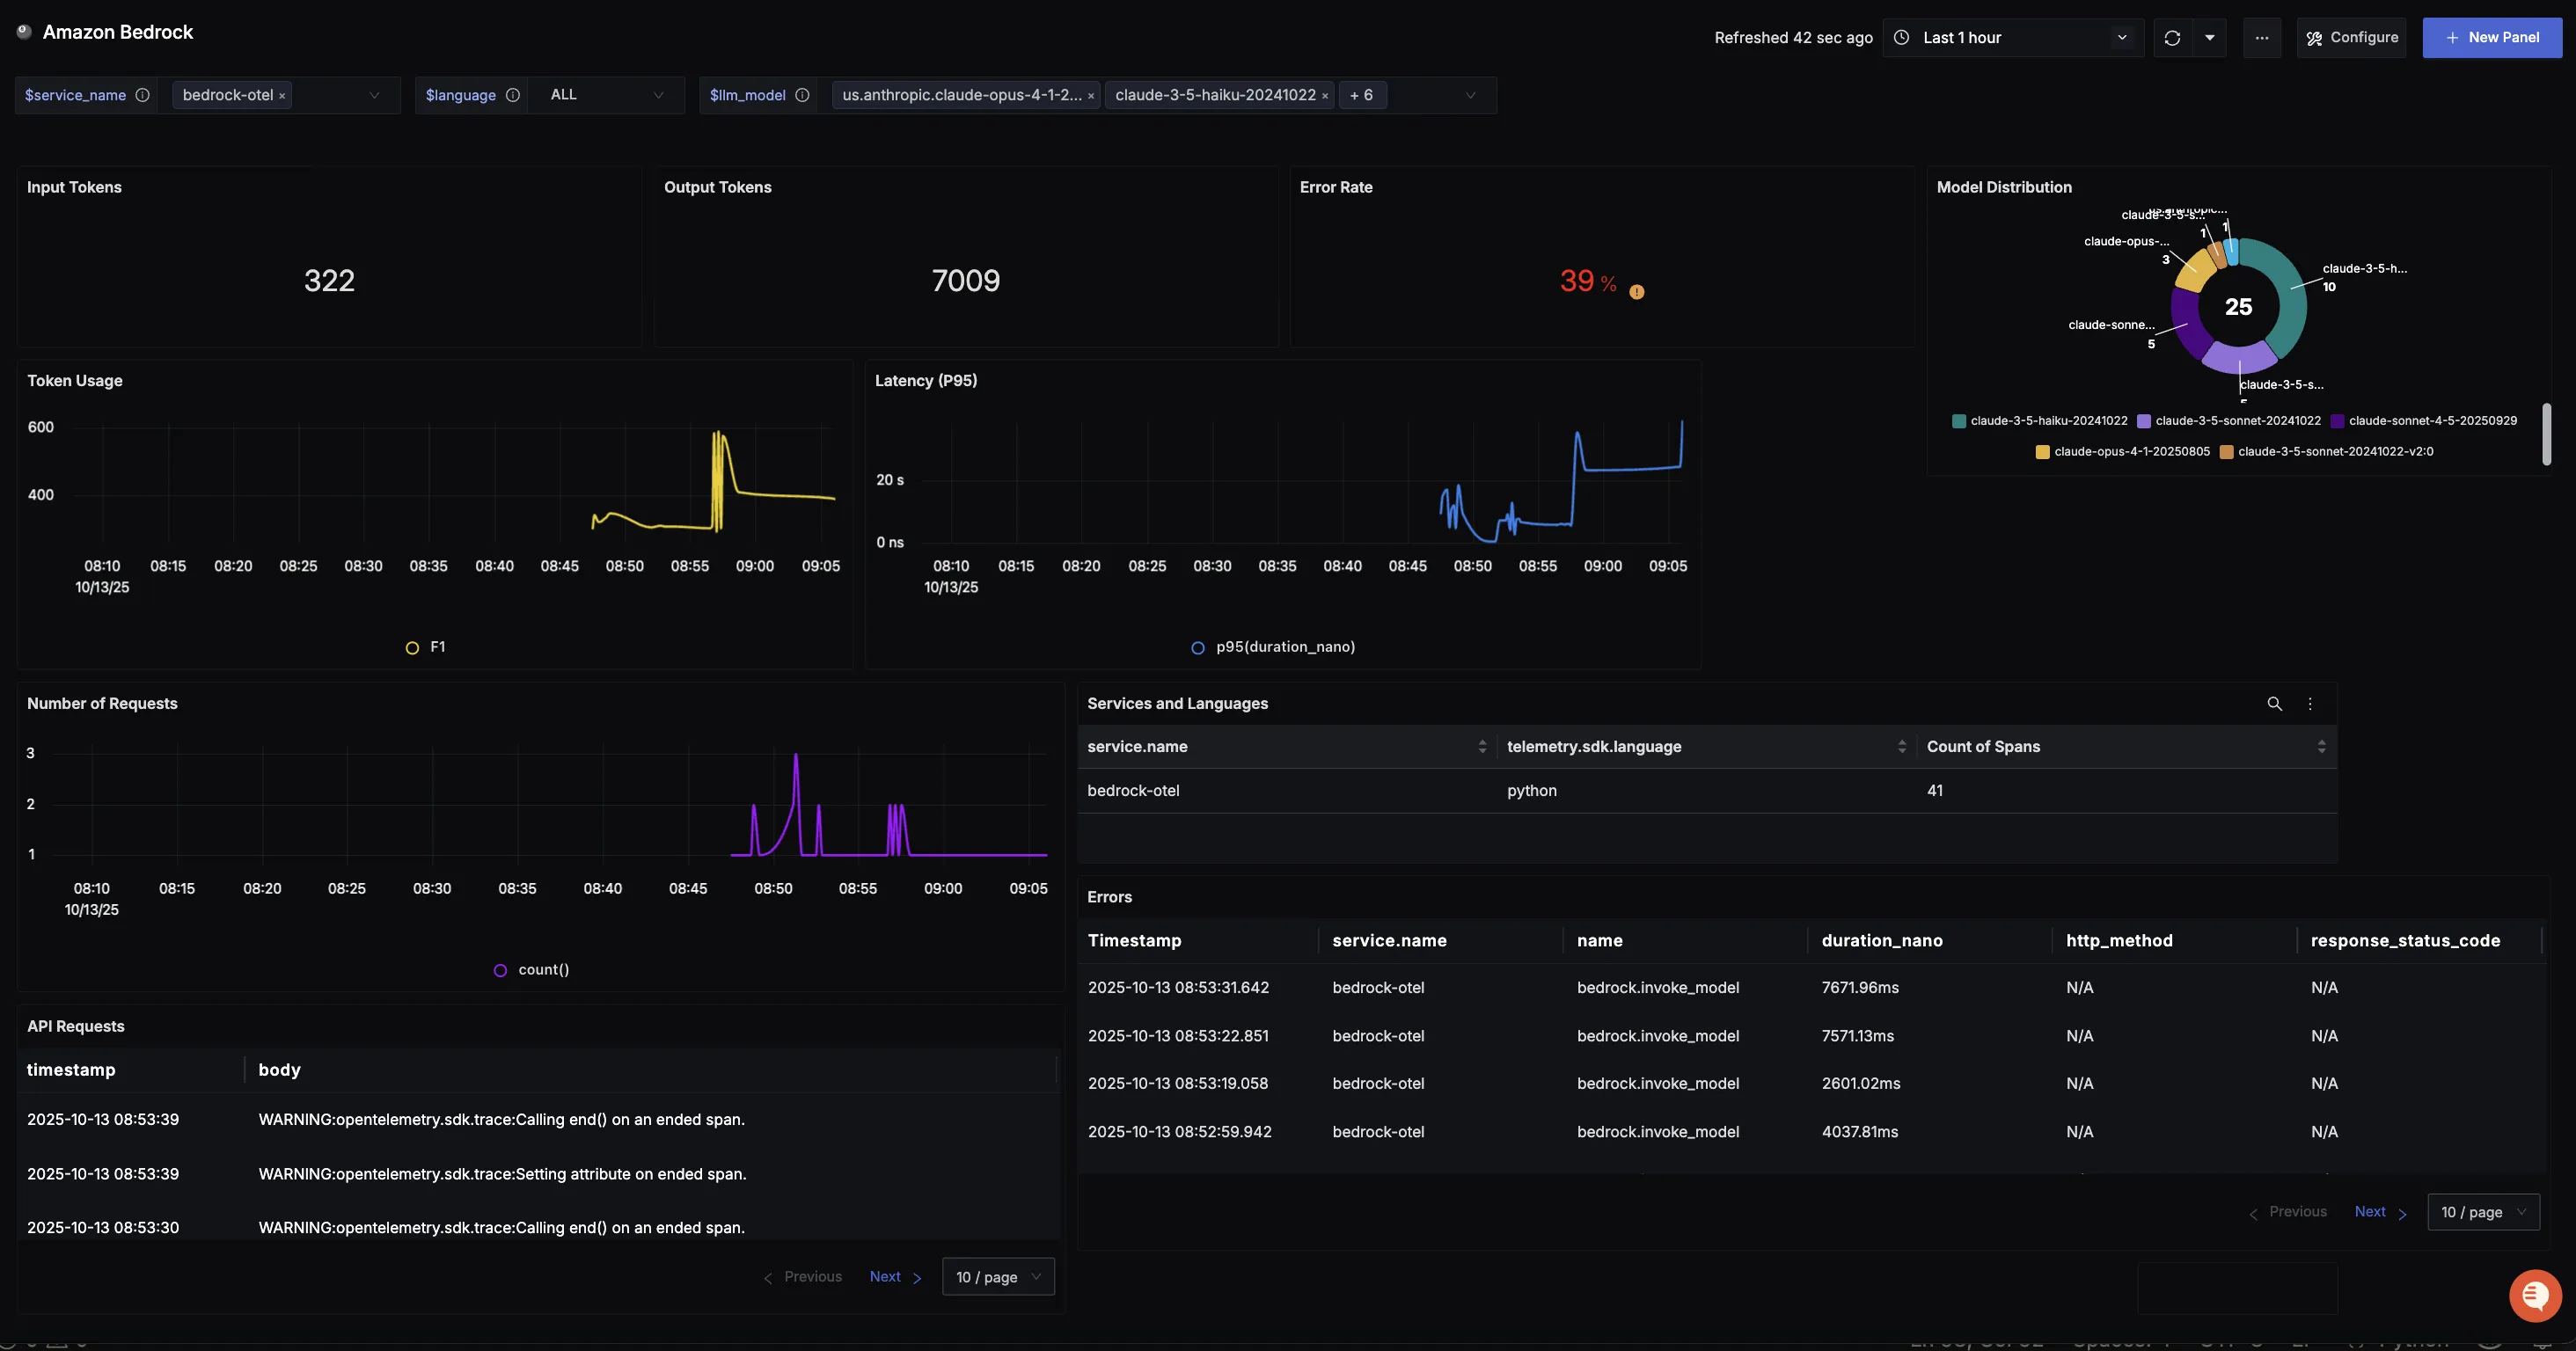 Amazon Bedrock
Refreshed 42 sec ago
Last 1 hour
Configure
New Panel
$service_name
bedrock-otel ×
$language
ALL
$llm_model
us.anthropic.claude-opus-4-1-2... ×
claude-3-5-haiku-20241022 ×
+ 6
Input Tokens
322
Output Tokens
7009
Error Rate
39 %
Model Distribution
claude-3-5-s...
1
1
claude-opus-...
3
claude-3-5-h...
10
25
claude-sonne...
5
claude-3-5-s...
claude-3-5-haiku-20241022
claude-3-5-sonnet-20241022
claude-sonnet-4-5-20250929
claude-opus-4-1-20250805
claude-3-5-sonnet-20241022-v2:0
Token Usage
600
400
08:10 08:15 08:20 08:25 08:30 08:35 08:40 08:45 08:50 08:55 09:00 09:05
10/13/25
F1
Latency (P95)
20 s
0 ns
08:10 08:15 08:20 08:25 08:30 08:35 08:40 08:45 08:50 08:55 09:00 09:05
10/13/25
p95(duration_nano)
Number of Requests
3
2
1
08:10 08:15 08:20 08:25 08:30 08:35 08:40 08:45 08:50 08:55 09:00 09:05
10/13/25
count()
Services and Languages
service.name telemetry.sdk.language Count of Spans
bedrock-otel python 41
Errors
Timestamp service.name name duration_nano http_method response_status_code
2025-10-13 08:53:31.642 bedrock-otel bedrock.invoke_model 7671.96ms N/A N/A
2025-10-13 08:53:22.851 bedrock-otel bedrock.invoke_model 7571.13ms N/A N/A
2025-10-13 08:53:19.058 bedrock-otel bedrock.invoke_model 2601.02ms N/A N/A
2025-10-13 08:52:59.942 bedrock-otel bedrock.invoke_model 4037.81ms N/A N/A
Previous Next 10 / page
API Requests
timestamp body
2025-10-13 08:53:39 WARNING:opentelemetry.sdk.trace:Calling end() on an ended span.
2025-10-13 08:53:39 WARNING:opentelemetry.sdk.trace:Setting attribute on ended span.
2025-10-13 08:53:30 WARNING:opentelemetry.sdk.trace:Calling end() on an ended span.
Previous Next 10 / page